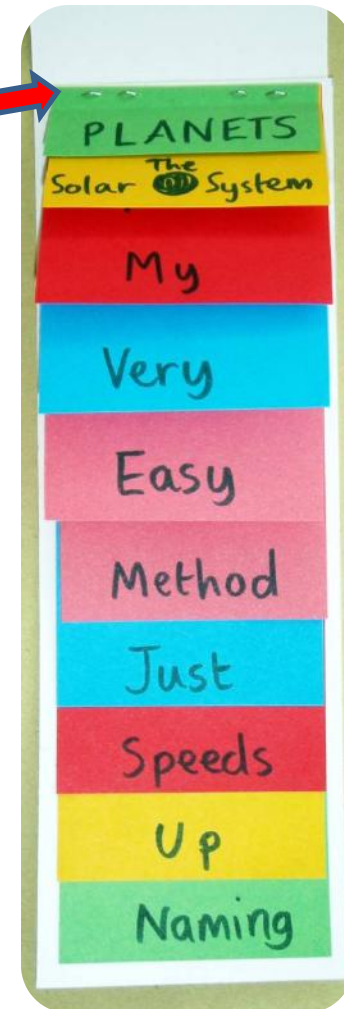 PLANETS
The
Solar System
My
Very
Easy
Method
Just
Speeds
Up
Naming